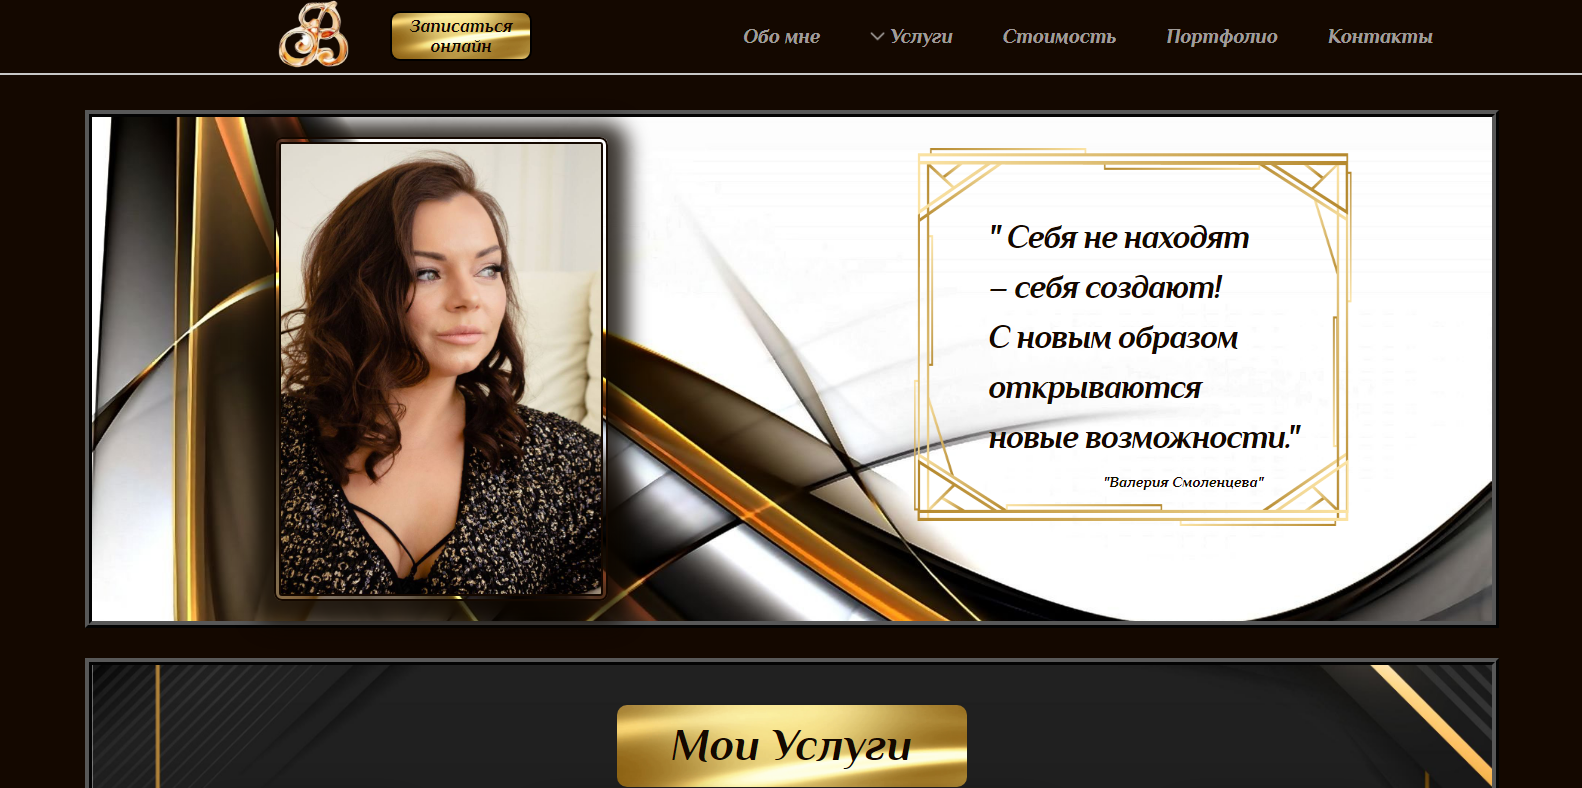 Записаться
онлайн
Обо мне
Услуги
Стоимость
Портфолио
Контакты
" Себя не находят
– себя создают!
С новым образом
открываются
новые возможности."
"Валерия Смоленцева"
Мои Услуги